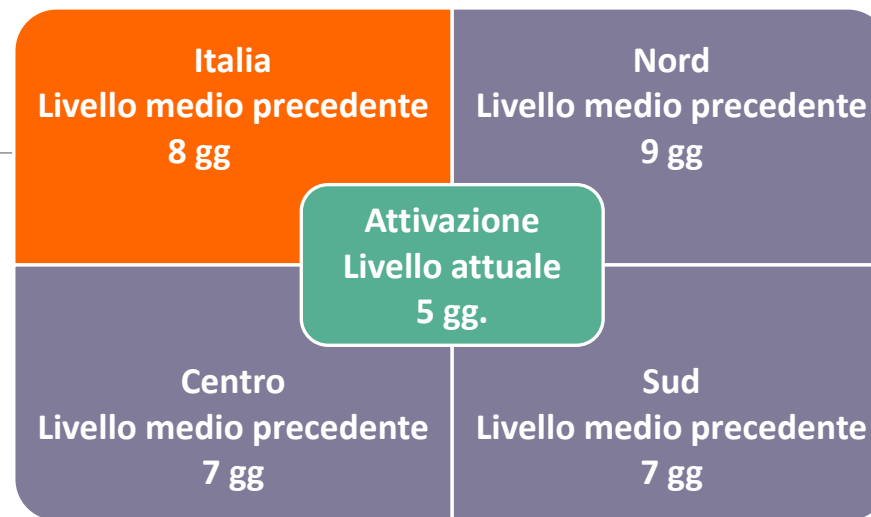 Italia
Livello medio precedente
8 gg
Nord
Livello medio precedente
9 gg
Attivazione
Livello attuale
5 gg.
Centro
Livello medio precedente
7 gg
Sud
Livello medio precedente
7 gg